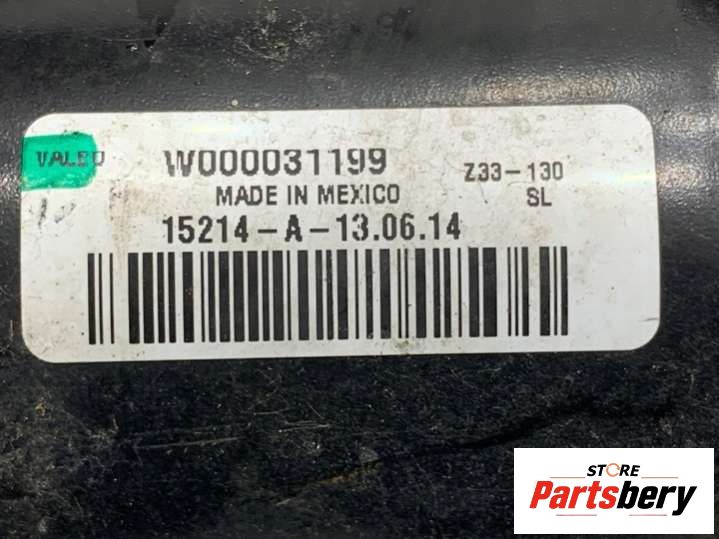 VALEO W000031199 Z33-130
MADE IN MEXICO SL
15214-A-13.06.14
STORE
Partsbery